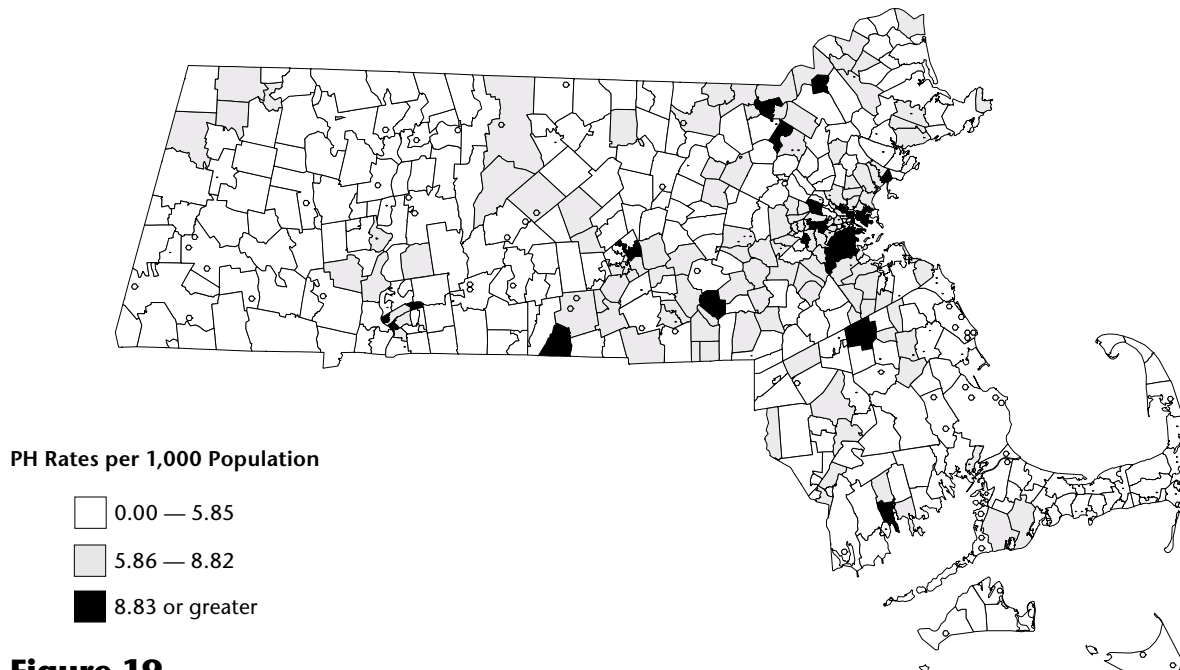 PH Rates per 1,000 Population
0.00 — 5.85
5.86 — 8.82
8.83 or greater
Figure 19